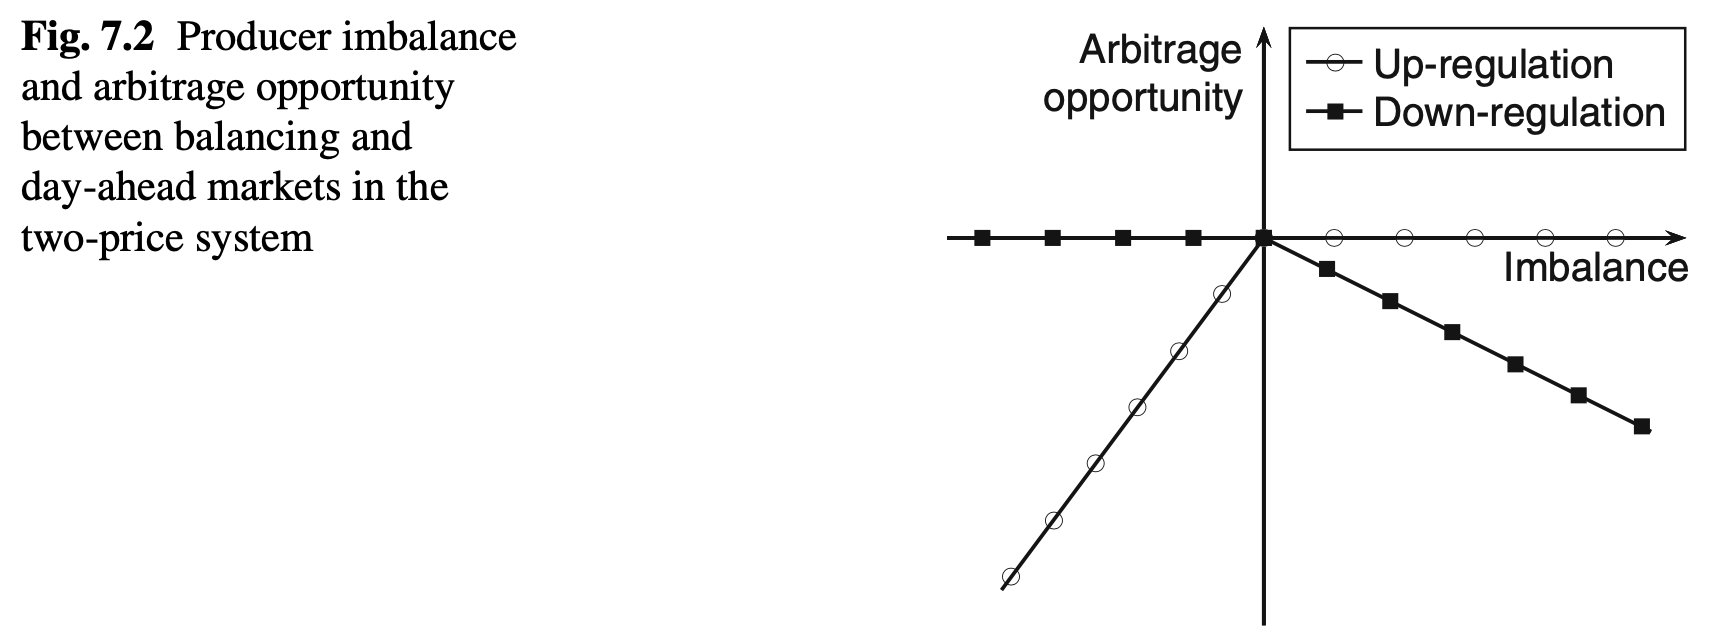 Fig. 7.2 Producer imbalance
and arbitrage opportunity
between balancing and
day-ahead markets in the
two-price system
Arbitrage
opportunity
Up-regulation
Down-regulation
Imbalance